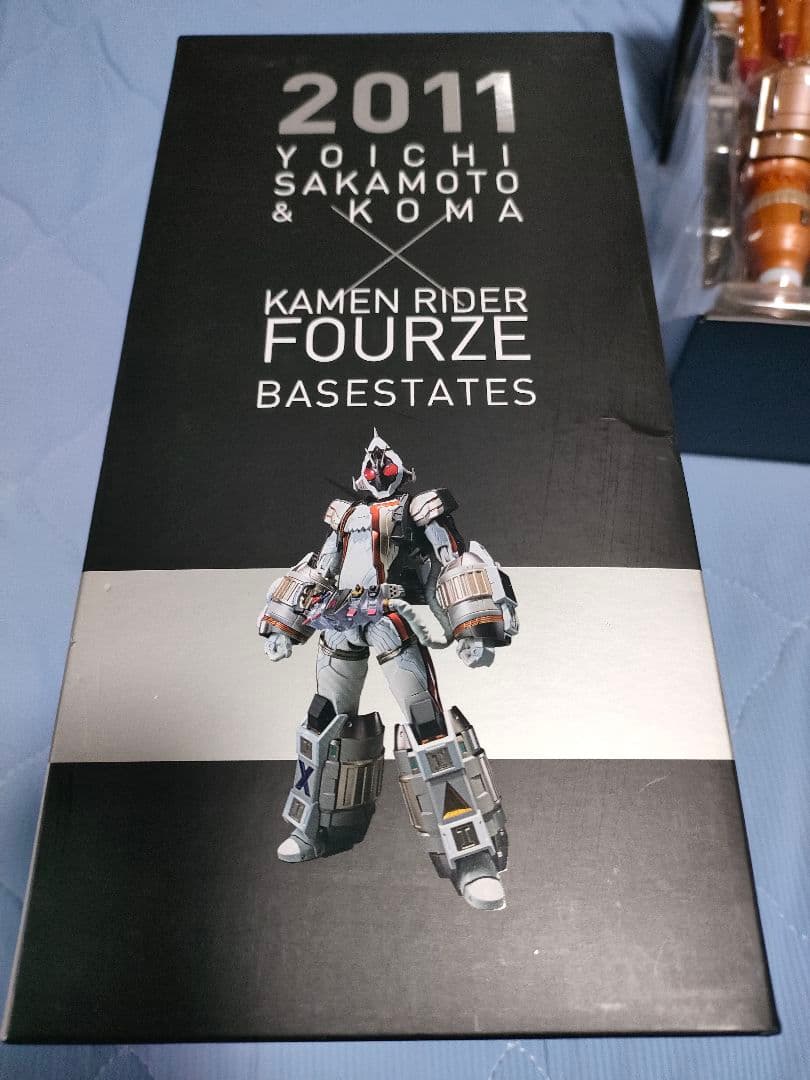 2011
YOICHI
SAKAMOTO
& KOMA
KAMEN RIDER
FOURZE
BASESTATES
X
I
I